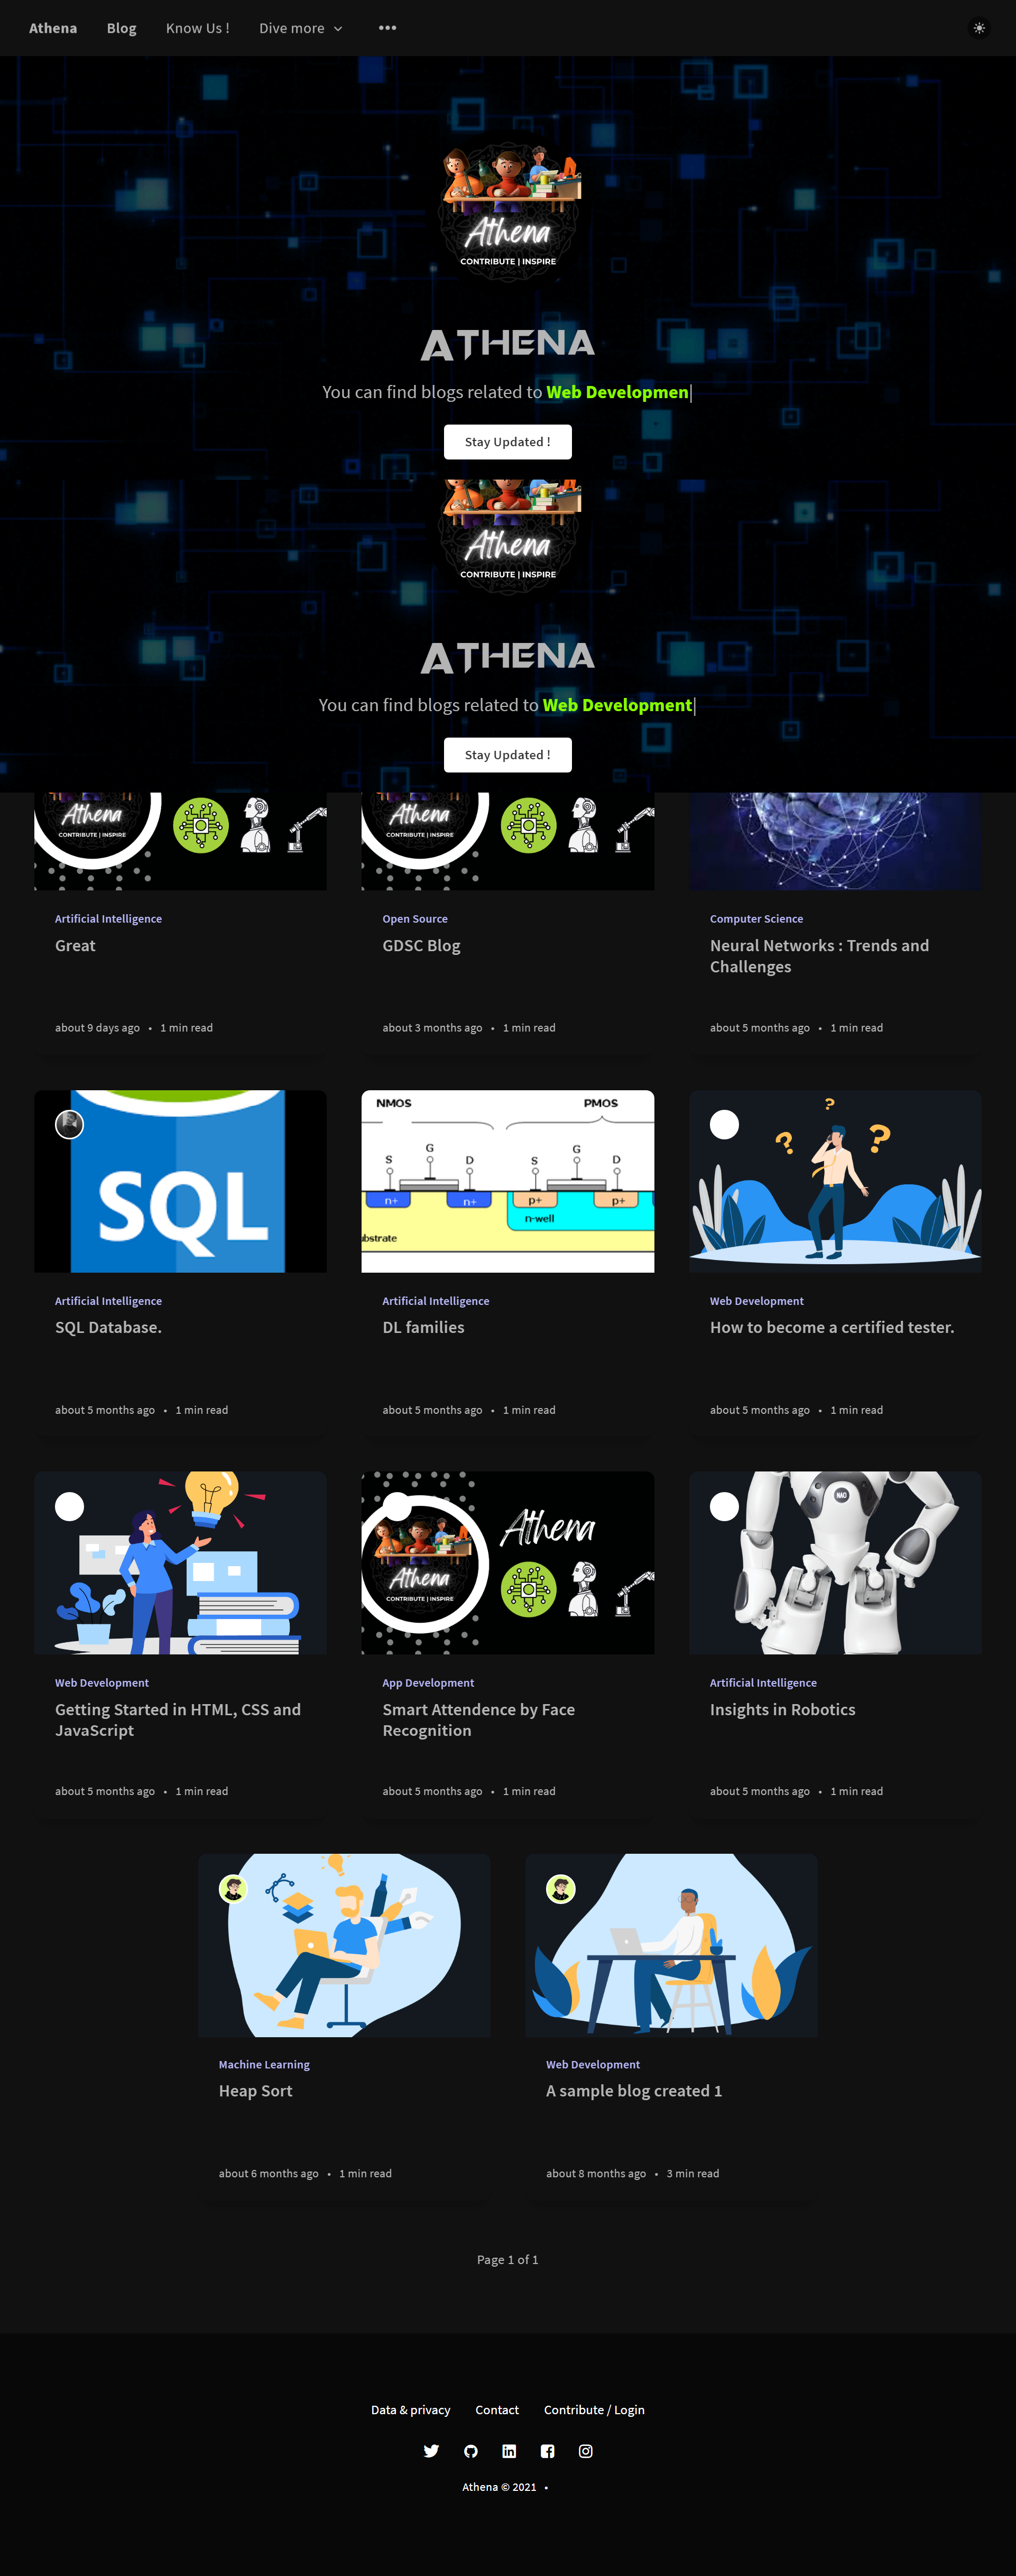 Athena Blog Know Us ! Dive more •••
Athena
CONTRIBUTE | INSPIRE
ATHENA
You can find blogs related to Web Developmen|
Stay Updated !
Athena
CONTRIBUTE | INSPIRE
ATHENA
You can find blogs related to Web Development|
Stay Updated !
Athena
CONTRIBUTE | INSPIRE
Athena
CONTRIBUTE | INSPIRE
Artificial Intelligence
Great
about 9 days ago • 1 min read
Open Source
GDSC Blog
about 3 months ago • 1 min read
Computer Science
Neural Networks : Trends and
Challenges
about 5 months ago • 1 min read
SQL
Artificial Intelligence
SQL Database.
about 5 months ago • 1 min read
NMOS PMOS
G G
S D S D
n+ n+ p+ p+
n-well
ubstrate
Artificial Intelligence
DL families
about 5 months ago • 1 min read
? ? ?
Web Development
How to become a certified tester.
about 5 months ago • 1 min read
Web Development
Getting Started in HTML, CSS and
JavaScript
about 5 months ago • 1 min read
Athena
Athena
CONTRIBUTE | INSPIRE
App Development
Smart Attendence by Face
Recognition
about 5 months ago • 1 min read
NAO
Artificial Intelligence
Insights in Robotics
about 5 months ago • 1 min read
Machine Learning
Heap Sort
about 6 months ago • 1 min read
Web Development
A sample blog created 1
about 8 months ago • 3 min read
Page 1 of 1
Data & privacy Contact Contribute / Login
Athena © 2021 •